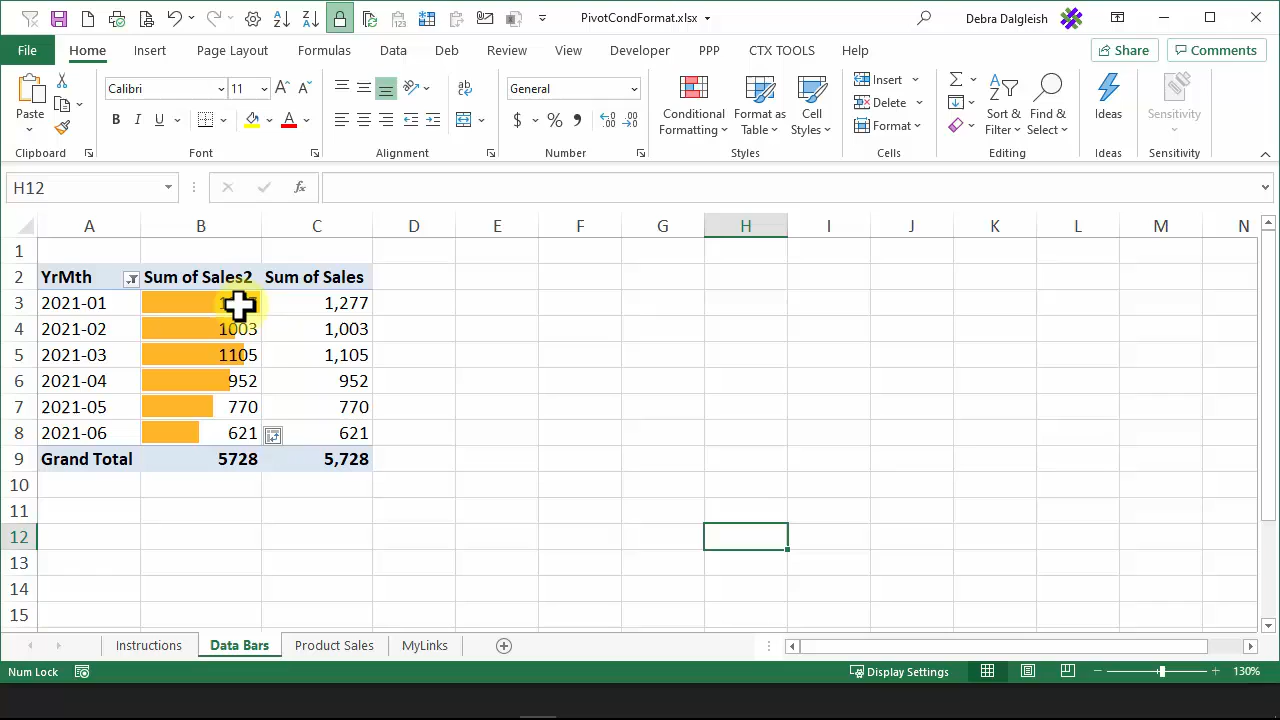 PivotCondFormat.xlsx
Debra Dalgleish
File Home Insert Page Layout Formulas Data Deb Review View Developer PPP CTX TOOLS Help Share Comments
Calibri 11 General
Paste Conditional Formatting Format as Table Cell Styles Insert Delete Format Sort & Filter Find & Select Ideas Sensitivity
Clipboard Font Alignment Number Styles Cells Editing Ideas Sensitivity
H12
A B C D E F G H I J K L M N
1
2 YrMth Sum of Sales2 Sum of Sales
3 2021-01 1,277
4 2021-02 1003 1,003
5 2021-03 1105 1,105
6 2021-04 952 952
7 2021-05 770 770
8 2021-06 621 621
9 Grand Total 5728 5,728
10
11
12
13
14
15
Instructions Data Bars Product Sales MyLinks
Num Lock Display Settings 130%